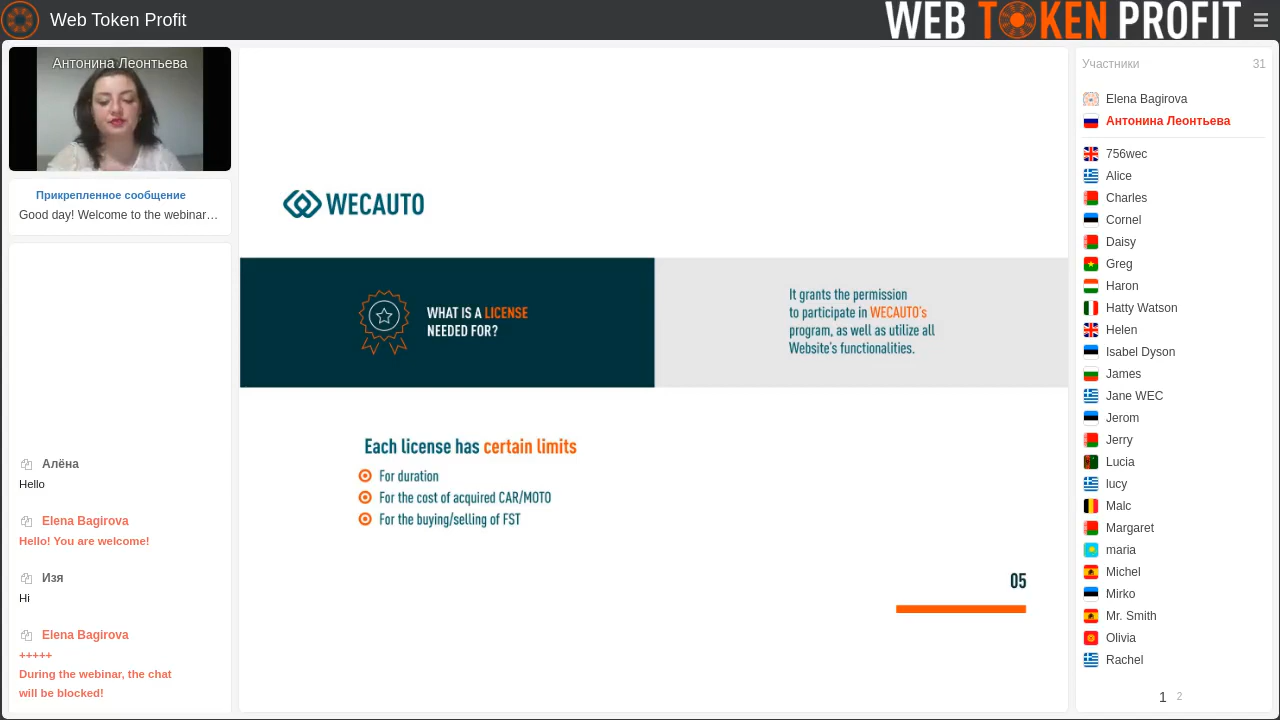 Web Token Profit
WEB TOKEN PROFIT
Антонина Леонтьева
Прикрепленное сообщение
Good day! Welcome to the webinar…
Алёна
Hello
Elena Bagirova
Hello! You are welcome!
Изя
Hi
Elena Bagirova
+++++
During the webinar, the chat
will be blocked!
WECAUTO
WHAT IS A LICENSE
NEEDED FOR?
It grants the permission
to participate in WECAUTO's
program, as well as utilize all
Website's functionalities.
Each license has certain limits
For duration
For the cost of acquired CAR/MOTO
For the buying/selling of FST
05
Участники 31
Elena Bagirova
Антонина Леонтьева
756wec
Alice
Charles
Cornel
Daisy
Greg
Haron
Hatty Watson
Helen
Isabel Dyson
James
Jane WEC
Jerom
Jerry
Lucia
lucy
Malc
Margaret
maria
Michel
Mirko
Mr. Smith
Olivia
Rachel
1 2